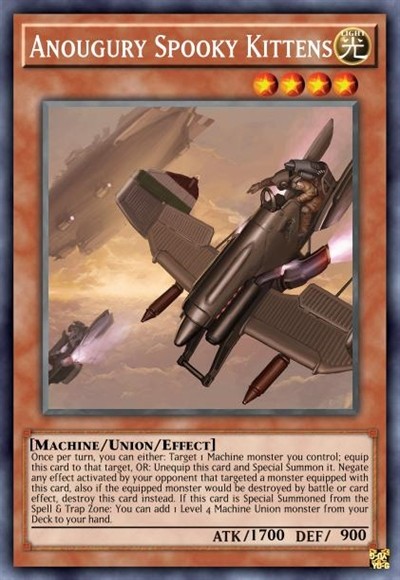 Anougury Spooky Kittens
LIGHT
光
[Machine/Union/Effect]
Once per turn, you can either: Target 1 Machine monster you control; equip
this card to that target, OR: Unequip this card and Special Summon it. Negate
any effect activated by your opponent that targeted a monster equipped with
this card, also if the equipped monster would be destroyed by battle or card
effect, destroy this card instead. If this card is Special Summoned from the
Spell & Trap Zone: You can add 1 Level 4 Machine Union monster from your
Deck to your hand.
ATK/1700 DEF/ 900